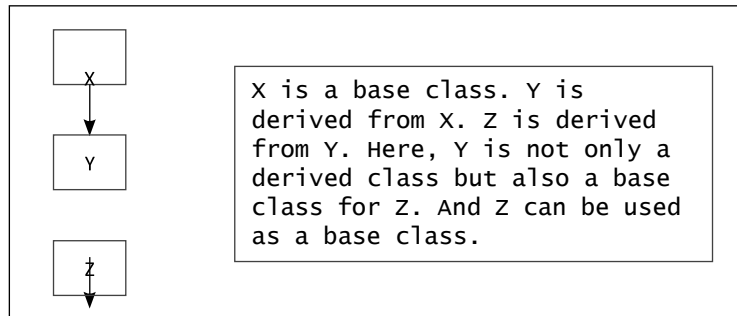 X
Y
Z
X is a base class. Y is
derived from X. Z is derived
from Y. Here, Y is not only a
derived class but also a base
class for Z. And Z can be used
as a base class.